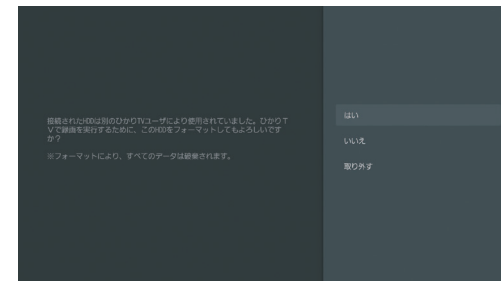 接続されたHDDは別のひかりTVユーザにより使用されていました。ひかりT
Vで録画を実行するために、このHDDをフォーマットしてもよろしいです
か？
※フォーマットにより、すべてのデータは破棄されます。
はい
いいえ
取り外す